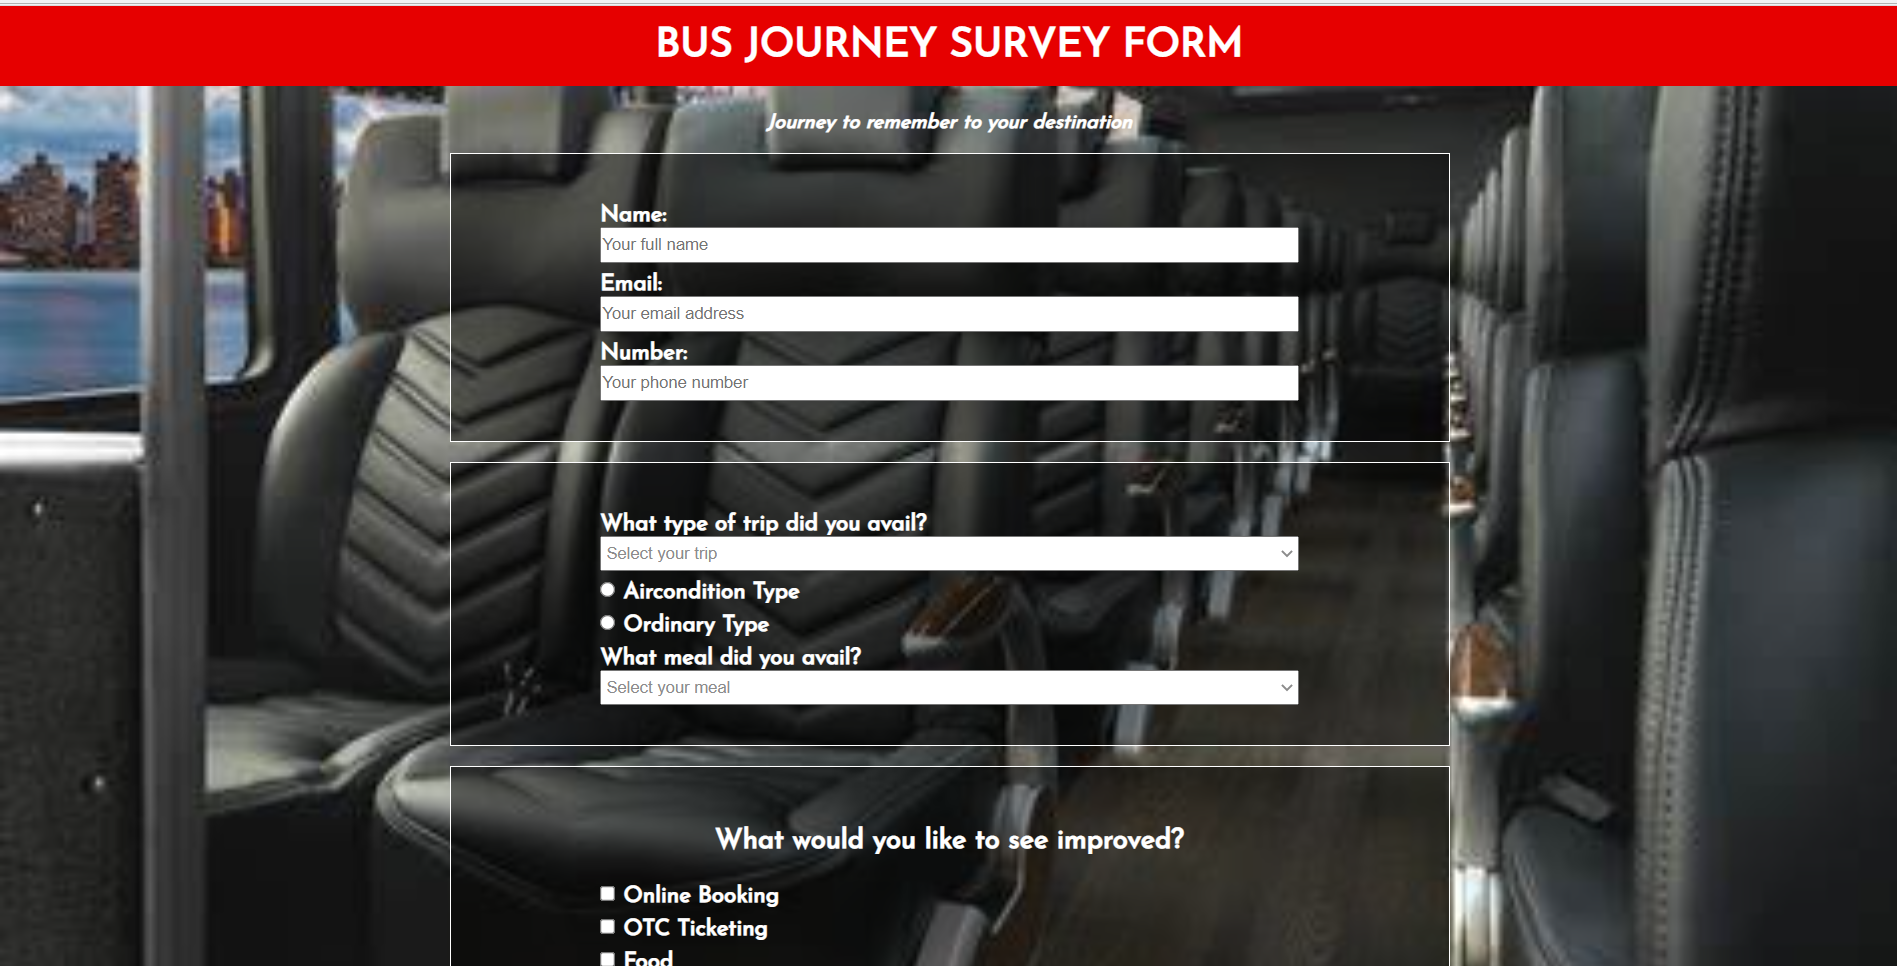 BUS JOURNEY SURVEY FORM
Journey to remember to your destination
Name:
Your full name
Email:
Your email address
Number:
Your phone number
What type of trip did you avail?
Select your trip
Aircondition Type
Ordinary Type
What meal did you avail?
Select your meal
What would you like to see improved?
Online Booking
OTC Ticketing
Food